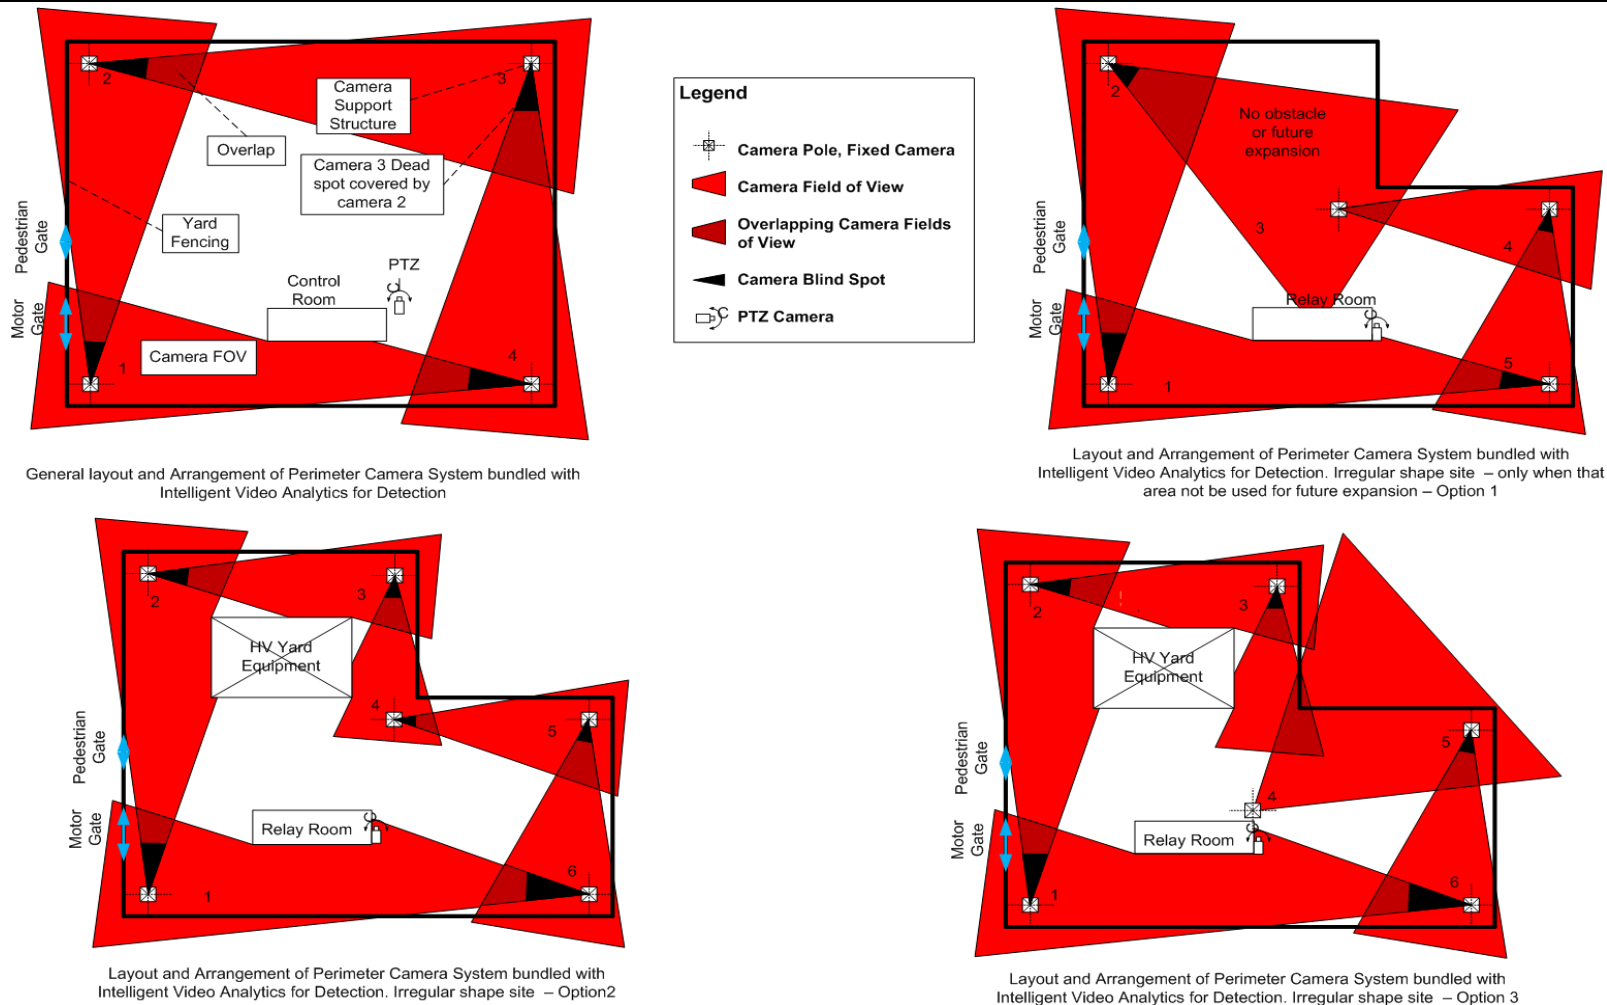 2
3
Camera
Support
Structure
Overlap
Camera 3 Dead
spot covered by
camera 2
Yard
Fencing
Pedestrian
Gate
Motor
Gate
PTZ
Control
Room
C
Camera FOV
1
4
General layout and Arrangement of Perimeter Camera System bundled with
Intelligent Video Analytics for Detection
Legend
Camera Pole, Fixed Camera
Camera Field of View
Overlapping Camera Fields
of View
Camera Blind Spot
C
PTZ Camera
2
No obstacle
or future
expansion
3
4
Pedestrian
Gate
Motor
Gate
Relay Room
C
1
5
Layout and Arrangement of Perimeter Camera System bundled with
Intelligent Video Analytics for Detection. Irregular shape site – only when that
area not be used for future expansion – Option 1
2
3
HV Yard
Equipment
4
5
Pedestrian
Gate
Motor
Gate
Relay Room
C
1
6
Layout and Arrangement of Perimeter Camera System bundled with
Intelligent Video Analytics for Detection. Irregular shape site – Option2
2
3
HV Yard
Equipment
5
4
Pedestrian
Gate
Motor
Gate
Relay Room
C
1
6
Layout and Arrangement of Perimeter Camera System bundled with
Intelligent Video Analytics for Detection. Irregular shape site – Option 3